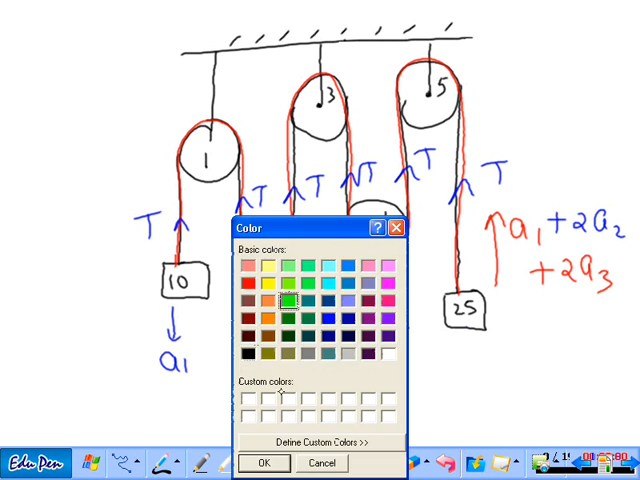 3
5
1
T
T
T
T
T
T
10
a1
a1 + 2a2
+ 2a3
25
Color
Basic colors:
Custom colors:
Define Custom Colors >>
OK
Cancel
Edu Pen